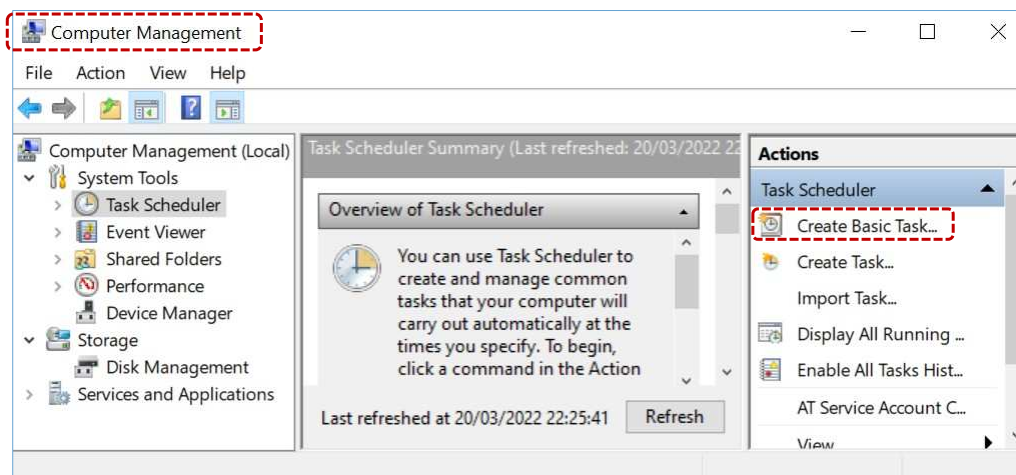 Computer Management
File Action View Help
Computer Management (Local)
System Tools
Task Scheduler
Event Viewer
Shared Folders
Performance
Device Manager
Storage
Disk Management
Services and Applications
Task Scheduler Summary (Last refreshed: 20/03/2022 22
Overview of Task Scheduler
You can use Task Scheduler to
create and manage common
tasks that your computer will
carry out automatically at the
times you specify. To begin,
click a command in the Action
Last refreshed at 20/03/2022 22:25:41 Refresh
Actions
Task Scheduler
Create Basic Task...
Create Task...
Import Task...
Display All Running ...
Enable All Tasks Hist...
AT Service Account C...
View